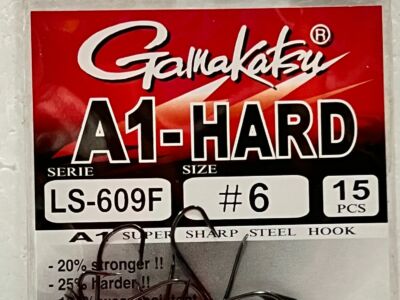 Gamakatsu®
A1-HARD
SERIE SIZE
LS-609F #6 15 PCS
A1 SUPER SHARP STEEL HOOK
- 20% stronger !!
- 25% harder !!